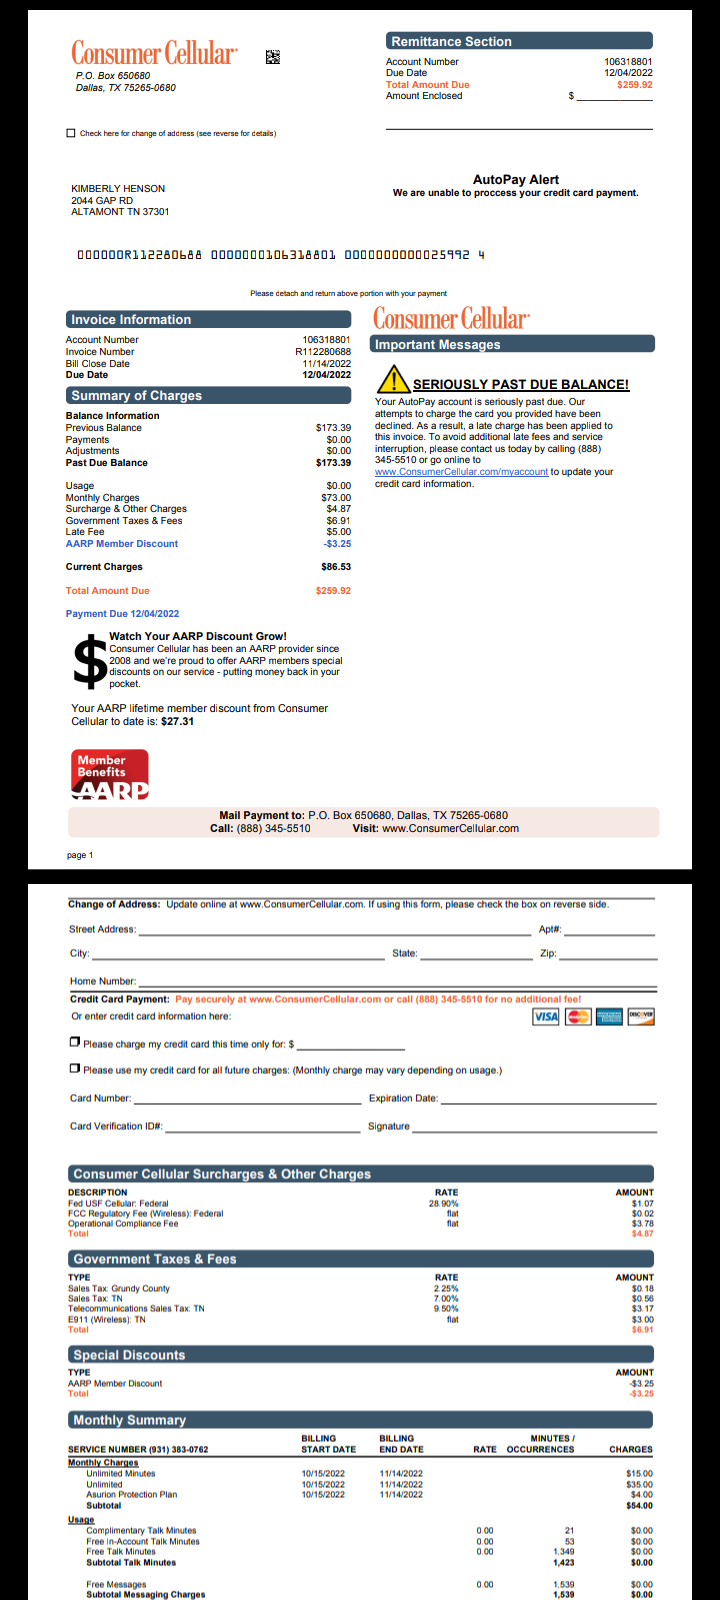 Consumer Cellular®
P.O. Box 650680
Dallas, TX 75265-0680
Remittance Section
Account Number 106318801
Due Date 12/04/2022
Total Amount Due $259.92
Amount Enclosed $ _______________
Check here for change of address (see reverse for details)
KIMBERLY HENSON
2044 GAP RD
ALTAMONT TN 37301
AutoPay Alert
We are unable to proccess your credit card payment.
000000R112280688 0000000106318801 000000000025992 4
Please detach and return above portion with your payment
Invoice Information
Account Number 106318801
Invoice Number R112280688
Bill Close Date 11/14/2022
Due Date 12/04/2022
Summary of Charges
Balance Information
Previous Balance $173.39
Payments $0.00
Adjustments $0.00
Past Due Balance $173.39
Usage $0.00
Monthly Charges $73.00
Surcharge & Other Charges $4.87
Government Taxes & Fees $6.91
Late Fee $5.00
AARP Member Discount -$3.25
Current Charges $86.53
Total Amount Due $259.92
Payment Due 12/04/2022
$
Watch Your AARP Discount Grow!
Consumer Cellular has been an AARP provider since
2008 and we're proud to offer AARP members special
discounts on our service - putting money back in your
pocket.
Your AARP lifetime member discount from Consumer
Cellular to date is: $27.31
Member
Benefits
AARP
Consumer Cellular®
Important Messages
SERIOUSLY PAST DUE BALANCE!
Your AutoPay account is seriously past due. Our
attempts to charge the card you provided have been
declined. As a result, a late charge has been applied to
this invoice. To avoid additional late fees and service
interruption, please contact us today by calling (888)
345-5510 or go online to
www.ConsumerCellular.com/myaccount to update your
credit card information.
Mail Payment to: P.O. Box 650680, Dallas, TX 75265-0680
Call: (888) 345-5510 Visit: www.ConsumerCellular.com
page 1
Change of Address: Update online at www.ConsumerCellular.com. If using this form, please check the box on reverse side.
Street Address: Apt#:
City: State: Zip:
Home Number:
Credit Card Payment: Pay securely at www.ConsumerCellular.com or call (888) 345-5510 for no additional fee!
Or enter credit card information here:
VISA MasterCard AMERICAN EXPRESS DISCOVER
Please charge my credit card this time only for: $
Please use my credit card for all future charges: (Monthly charge may vary depending on usage.)
Card Number: Expiration Date:
Card Verification ID#: Signature
Consumer Cellular Surcharges & Other Charges
DESCRIPTION RATE AMOUNT
Fed USF Cellular: Federal 28.90% $1.07
FCC Regulatory Fee (Wireless): Federal flat $0.02
Operational Compliance Fee flat $3.78
Total $4.87
Government Taxes & Fees
TYPE RATE AMOUNT
Sales Tax: Grundy County 2.25% $0.18
Sales Tax: TN 7.00% $0.56
Telecommunications Sales Tax: TN 9.50% $3.17
E911 (Wireless): TN flat $3.00
Total $6.91
Special Discounts
TYPE AMOUNT
AARP Member Discount -$3.25
Total -$3.25
Monthly Summary
SERVICE NUMBER (931) 383-0762 BILLING START DATE BILLING END DATE RATE MINUTES / OCCURRENCES CHARGES
Monthly Charges
Unlimited Minutes 10/15/2022 11/14/2022 $15.00
Unlimited 10/15/2022 11/14/2022 $35.00
Asurion Protection Plan 10/15/2022 11/14/2022 $4.00
Subtotal $54.00
Usage
Complimentary Talk Minutes 0.00 21 $0.00
Free In-Account Talk Minutes 0.00 53 $0.00
Free Talk Minutes 0.00 1,349 $0.00
Subtotal Talk Minutes 1,423 $0.00
Free Messages 0.00 1,539 $0.00
Subtotal Messaging Charges 1,539 $0.00